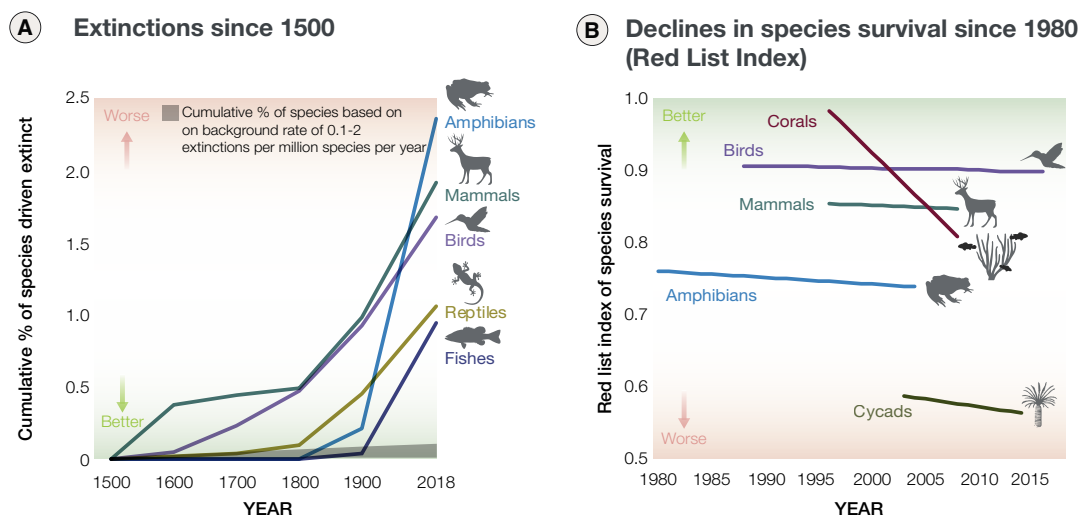 A Extinctions since 1500
2.5
2.0
1.5
1.0
0.5
0
Cumulative % of species driven extinct
Worse
Cumulative % of species based on
on background rate of 0.1-2
extinctions per million species per year
Better
Amphibians
Mammals
Birds
Reptiles
Fishes
1500 1600 1700 1800 1900 2018
YEAR
B Declines in species survival since 1980
(Red List Index)
1.0
0.9
0.8
0.7
0.6
0.5
Red list index of species survival
Better
Corals
Birds
Mammals
Amphibians
Cycads
Worse
1980 1985 1990 1995 2000 2005 2010 2015
YEAR